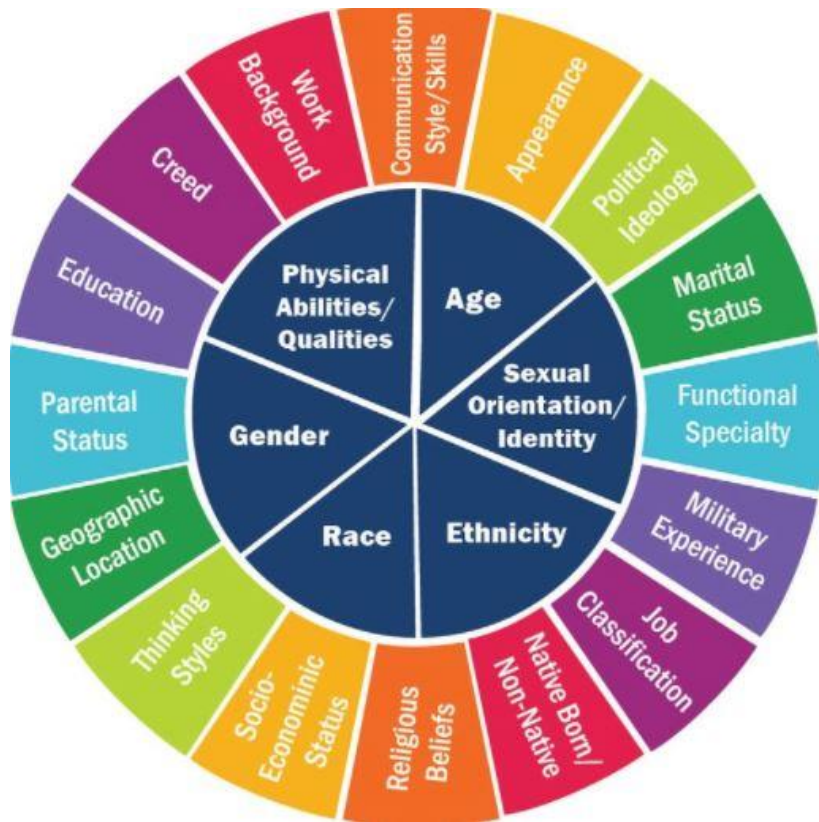 Communication
Style/Skills
Appearance
Political
Ideology
Marital
Status
Functional
Specialty
Military
Experience
Job
Classification
Native Born/
Non-Native
Religious
Beliefs
Socio-
Econominic
Status
Thinking
Styles
Geographic
Location
Parental
Status
Education
Creed
Work
Background
Physical
Abilities/
Qualities
Age
Sexual
Orientation/
Identity
Ethnicity
Race
Gender